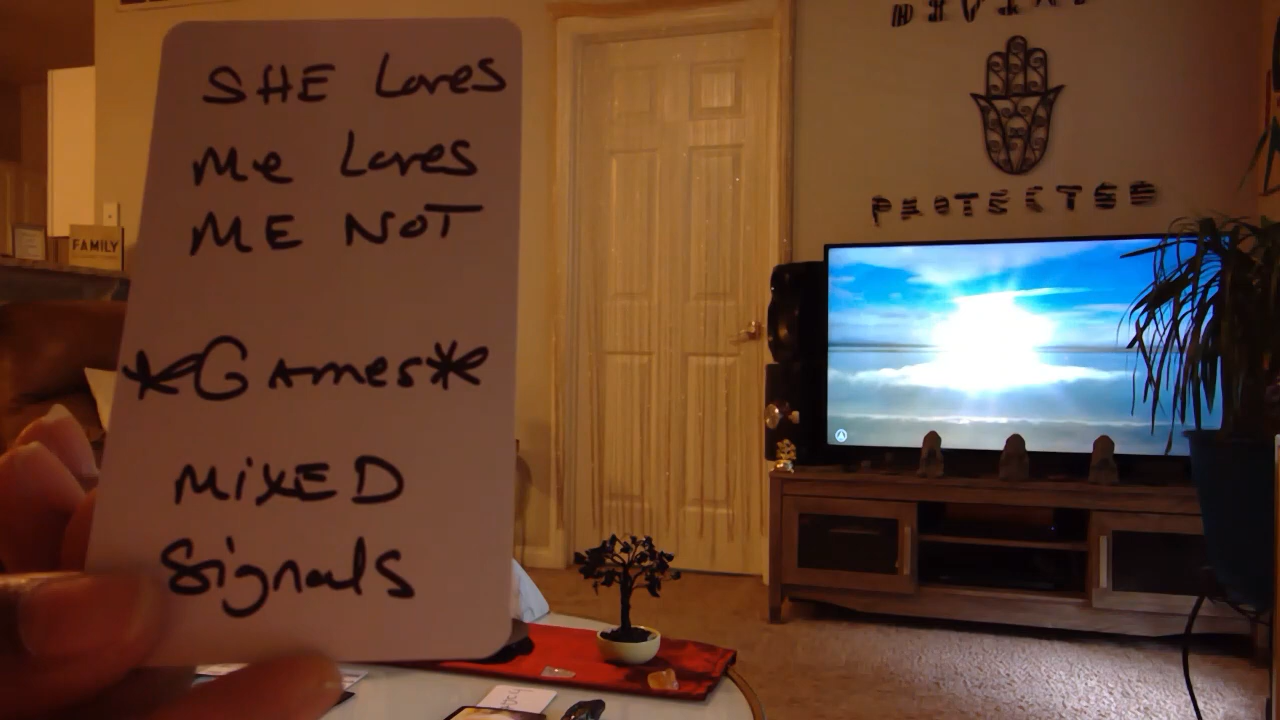 SHE Loves
Me Loves
ME NOT
*Games*
MiXED
Signals
FAMILY
PROTECTED